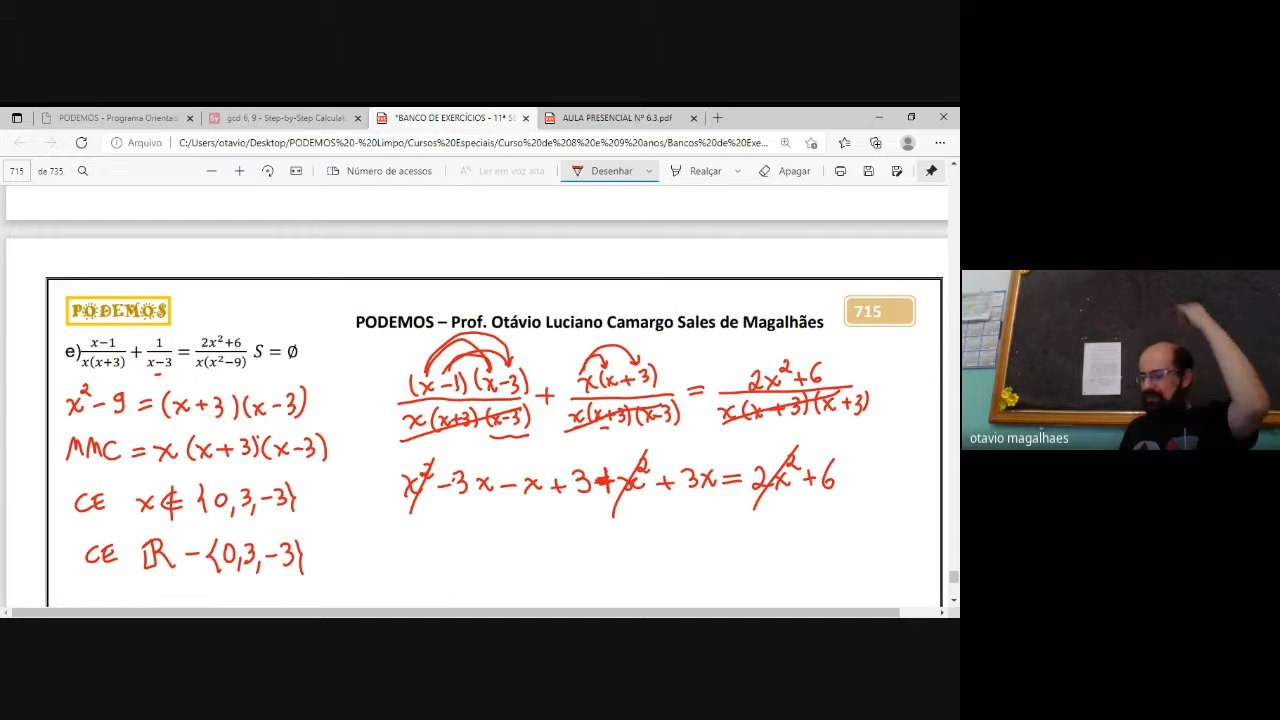 PODEMOS - Programa Orientad
gcd 6, 9 - Step-by-Step Calculat
*BANCO DE EXERCÍCIOS - 11ª SE
AULA PRESENCIAL Nº 6.3.pdf
Arquivo
C:/Users/otavio/Desktop/PODEMOS%20-%20Limpo/Cursos%20Especiais/Curso%20de%208%20e%209%20anos/Bancos%20de%20Exe...
715 de 735
Número de acessos
Ler em voz alta
Desenhar
Realçar
Apagar
PODEMOS
PODEMOS – Prof. Otávio Luciano Camargo Sales de Magalhães
715
e) x−1/x(x+3) + 1/x−3 = 2x²+6/x(x²−9) S = ∅
x² - 9 = (x+3)(x-3)
MMC = x(x+3)(x-3)
CE x ∉ {0,3,-3}
CE ℝ - {0,3,-3}
(x-1)(x-3)/x(x+3)(x-3) + x(x+3)/x(x+3)(x-3) = 2x²+6/x(x+3)(x+3)
x² - 3x - x + 3 + x² + 3x = 2x² + 6
otavio magalhaes